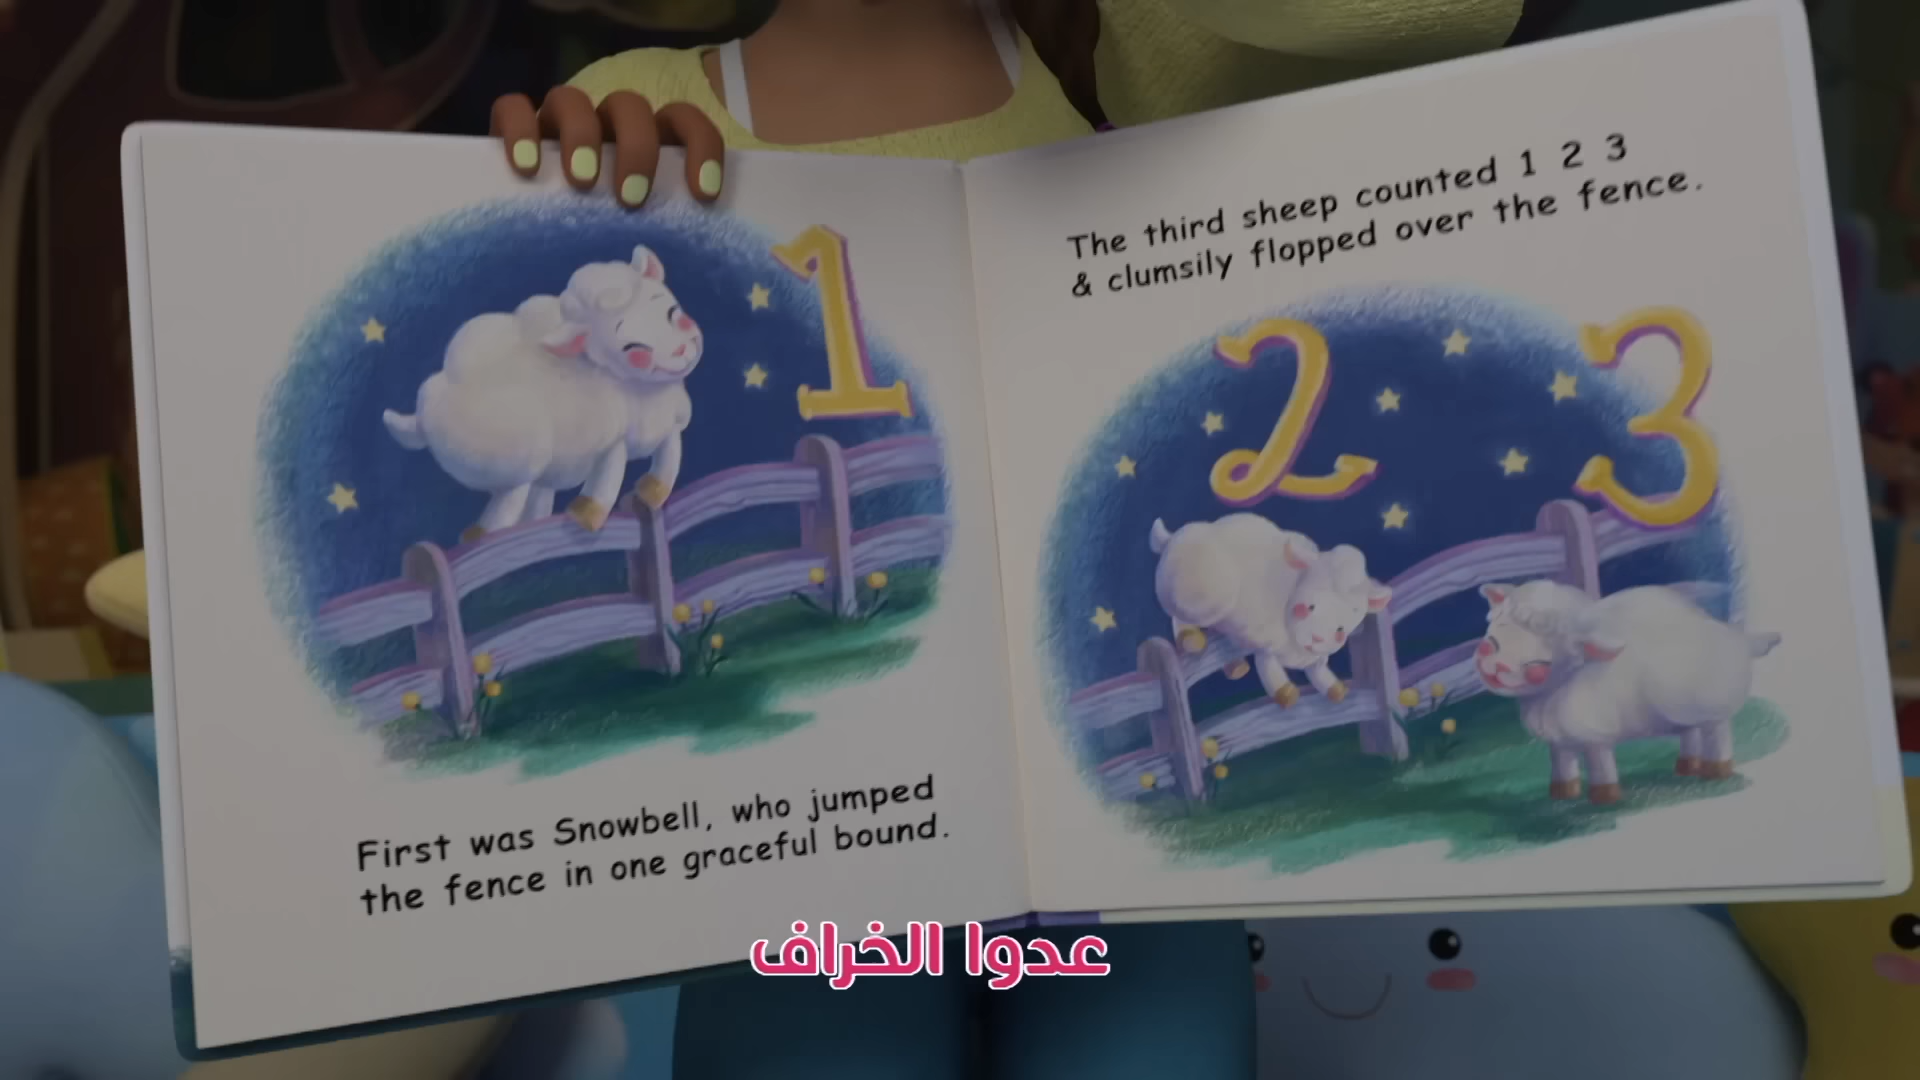 1
First was Snowbell, who jumped
the fence in one graceful bound.
The third sheep counted 1 2 3
& clumsily flopped over the fence.
2 3
عدوا الخراف